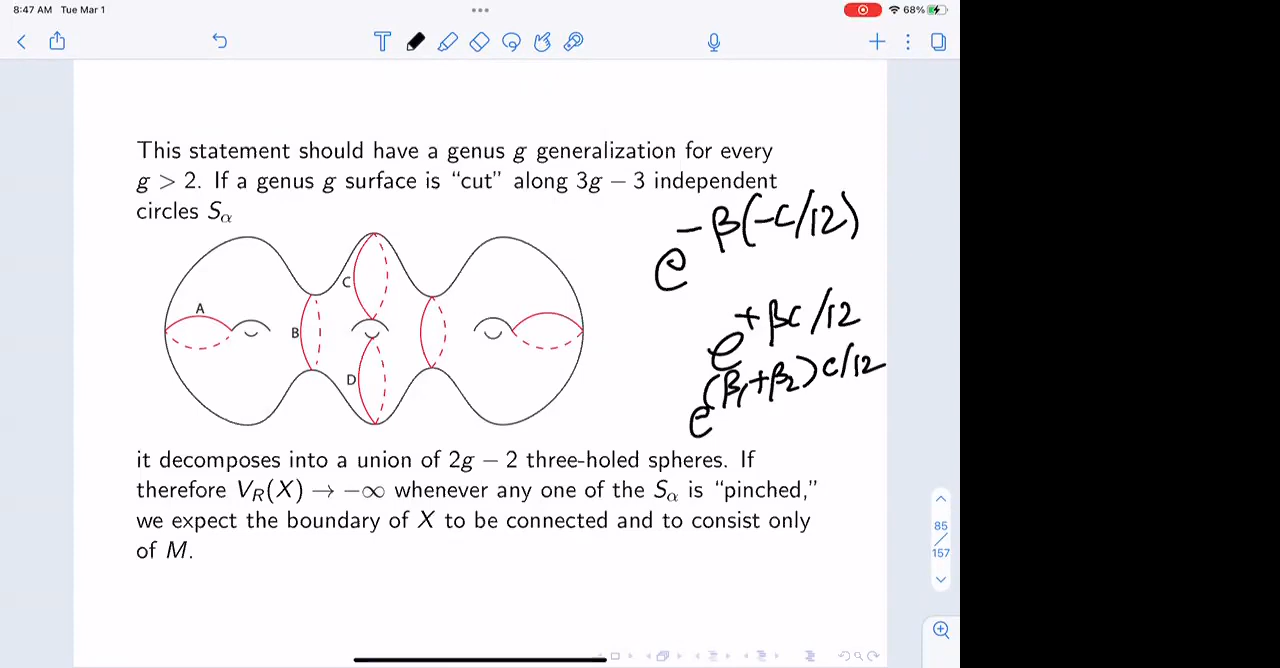 8:47 AM Tue Mar 1
68%
This statement should have a genus g generalization for every
g > 2. If a genus g surface is “cut” along 3g − 3 independent
circles Sα
e^−β(−c/12)
A
B
C
D
e^+βc/12
e^(β₁+β₂)c/12
it decomposes into a union of 2g − 2 three-holed spheres. If
therefore V_R(X) → −∞ whenever any one of the Sα is “pinched,”
we expect the boundary of X to be connected and to consist only
of M.
85
157